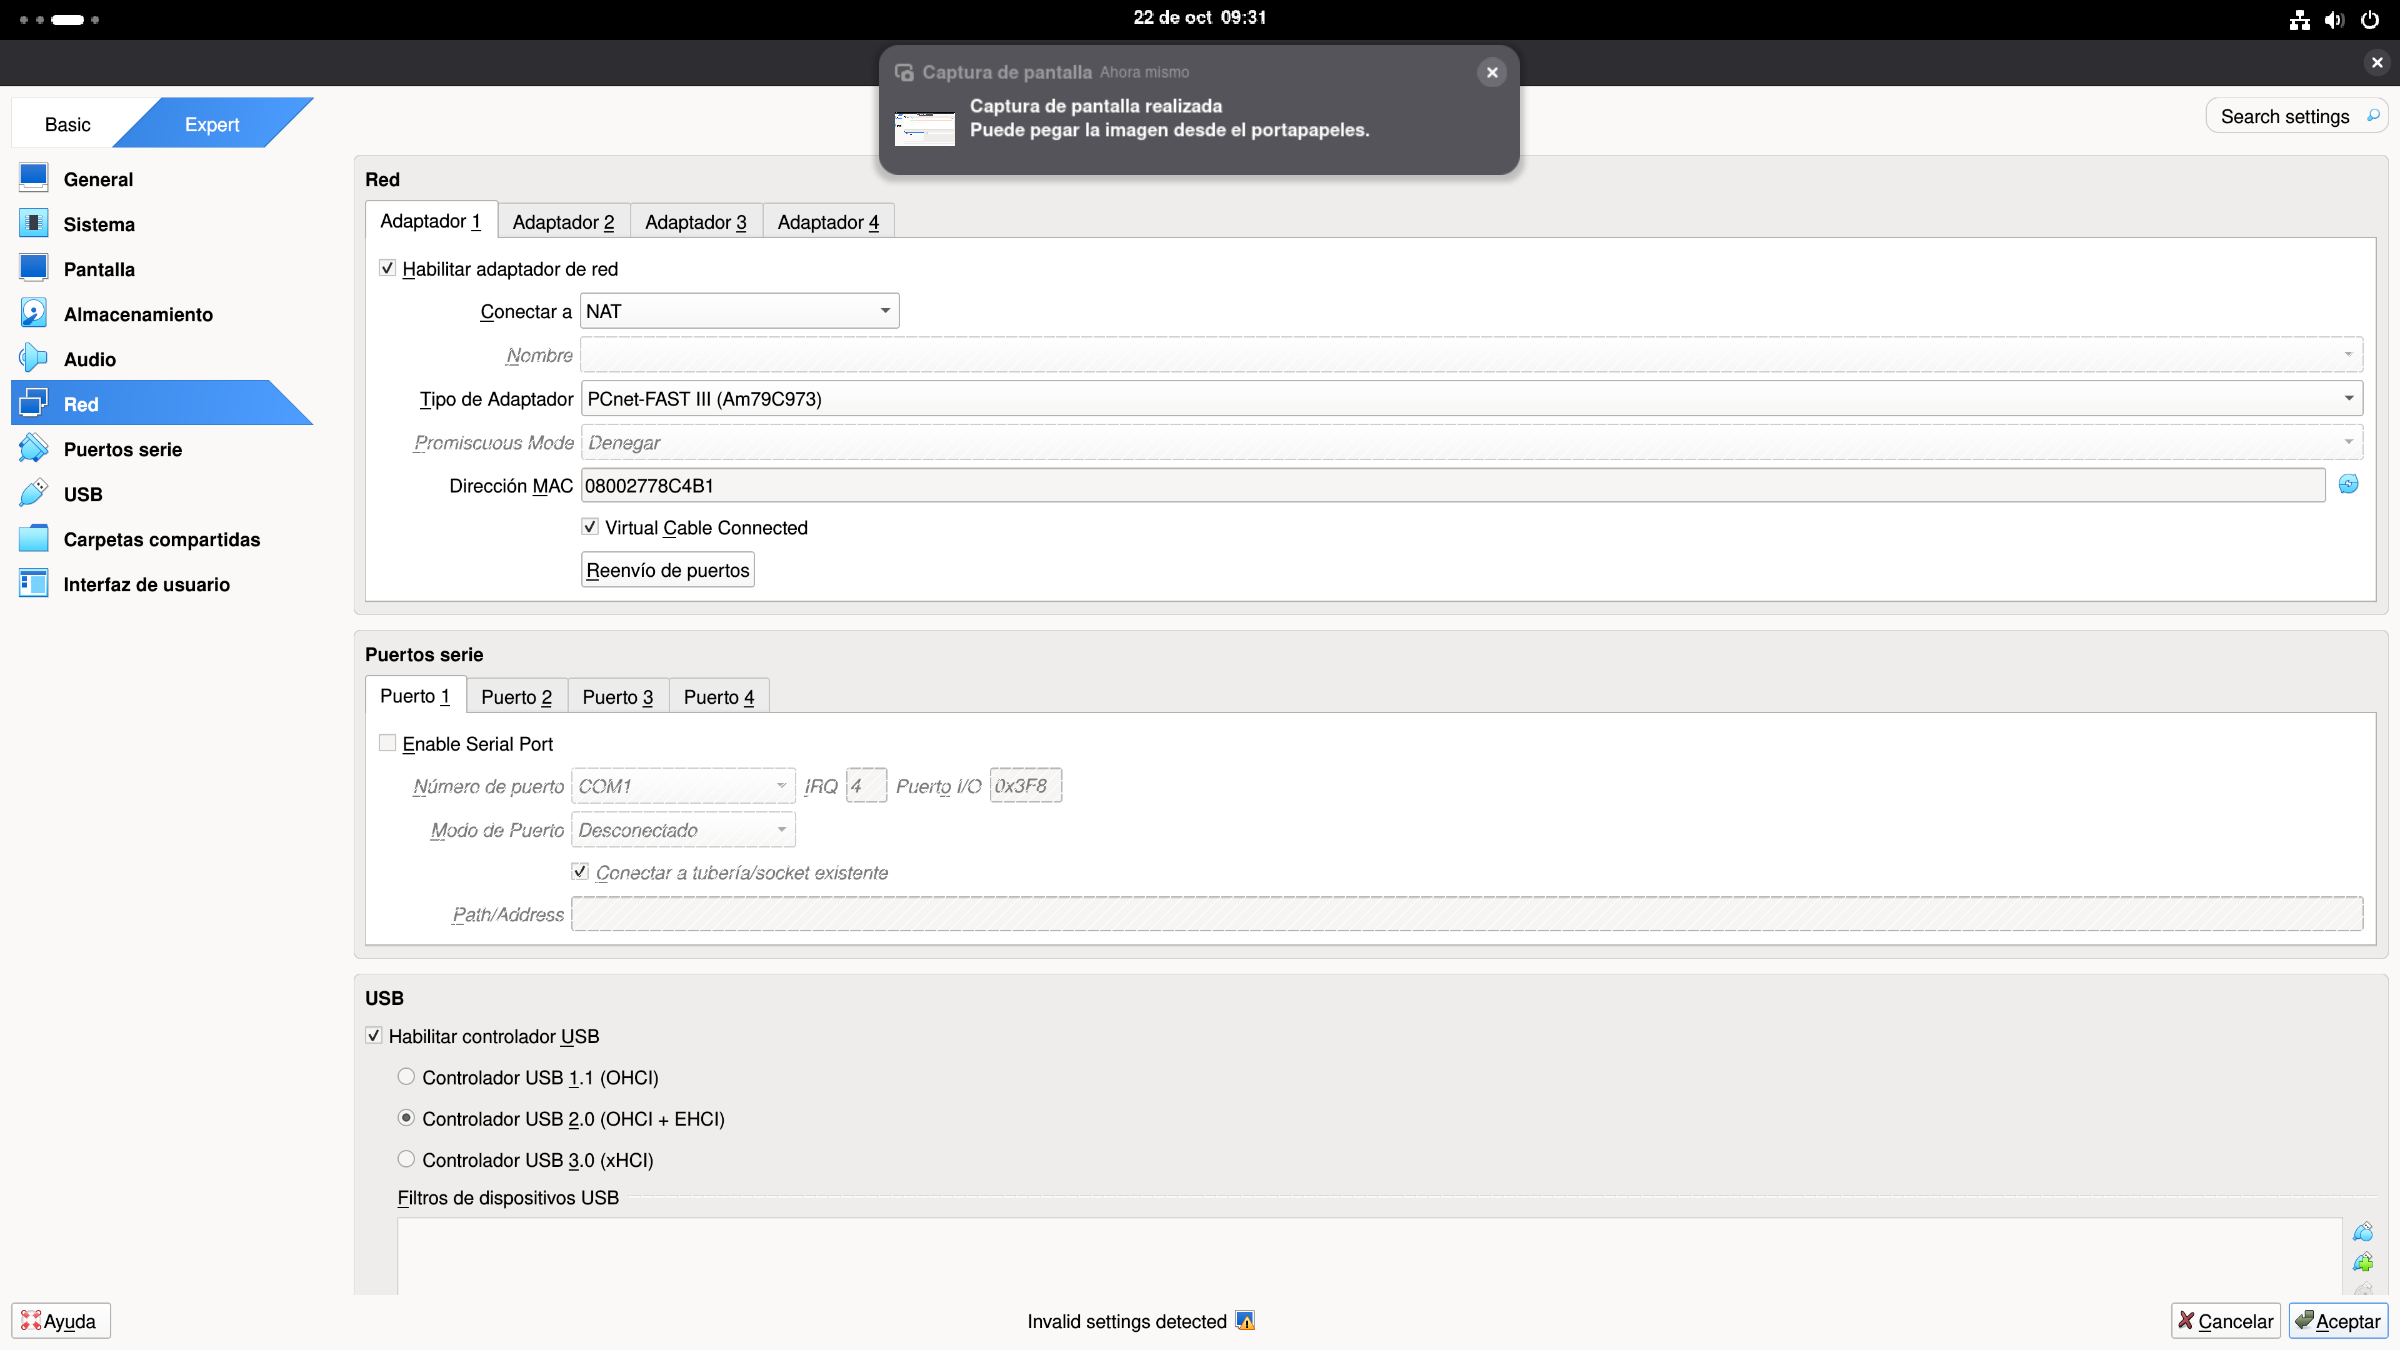 22 de oct 09:31
Captura de pantalla Ahora mismo
Captura de pantalla realizada
Puede pegar la imagen desde el portapapeles.
Basic
Expert
Search settings
General
Sistema
Pantalla
Almacenamiento
Audio
Red
Puertos serie
USB
Carpetas compartidas
Interfaz de usuario
Red
Adaptador 1 Adaptador 2 Adaptador 3 Adaptador 4
Habilitar adaptador de red
Conectar a NAT
Nombre
Tipo de Adaptador PCnet-FAST III (Am79C973)
Promiscuous Mode Denegar
Dirección MAC 08002778C4B1
Virtual Cable Connected
Reenvío de puertos
Puertos serie
Puerto 1 Puerto 2 Puerto 3 Puerto 4
Enable Serial Port
Número de puerto COM1 IRQ 4 Puerto I/O 0x3F8
Modo de Puerto Desconectado
Conectar a tubería/socket existente
Path/Address
USB
Habilitar controlador USB
Controlador USB 1.1 (OHCI)
Controlador USB 2.0 (OHCI + EHCI)
Controlador USB 3.0 (xHCI)
Filtros de dispositivos USB
Ayuda
Invalid settings detected
Cancelar
Aceptar